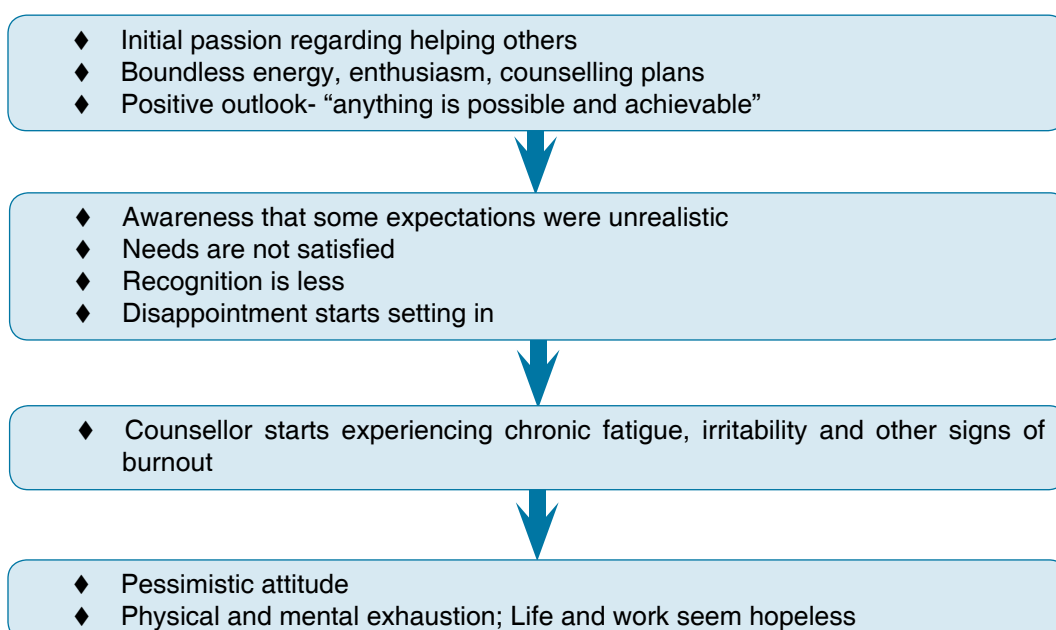 ♦ Initial passion regarding helping others
♦ Boundless energy, enthusiasm, counselling plans
♦ Positive outlook- “anything is possible and achievable”
♦ Awareness that some expectations were unrealistic
♦ Needs are not satisfied
♦ Recognition is less
♦ Disappointment starts setting in
♦ Counsellor starts experiencing chronic fatigue, irritability and other signs of
burnout
♦ Pessimistic attitude
♦ Physical and mental exhaustion; Life and work seem hopeless